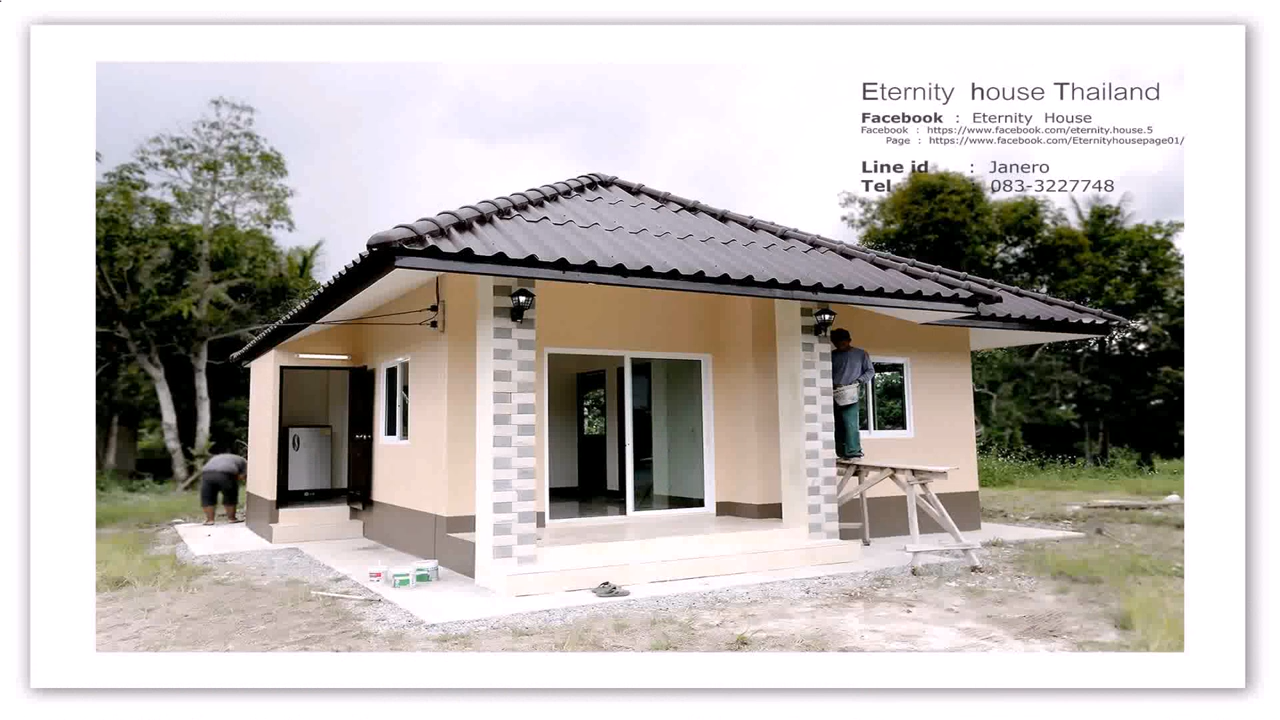 Eternity house Thailand
Facebook : Eternity House
Facebook : https://www.facebook.com/eternity.house.5
Page : https://www.facebook.com/Eternityhousepage01/
Line id : Janero
Tel : 083-3227748